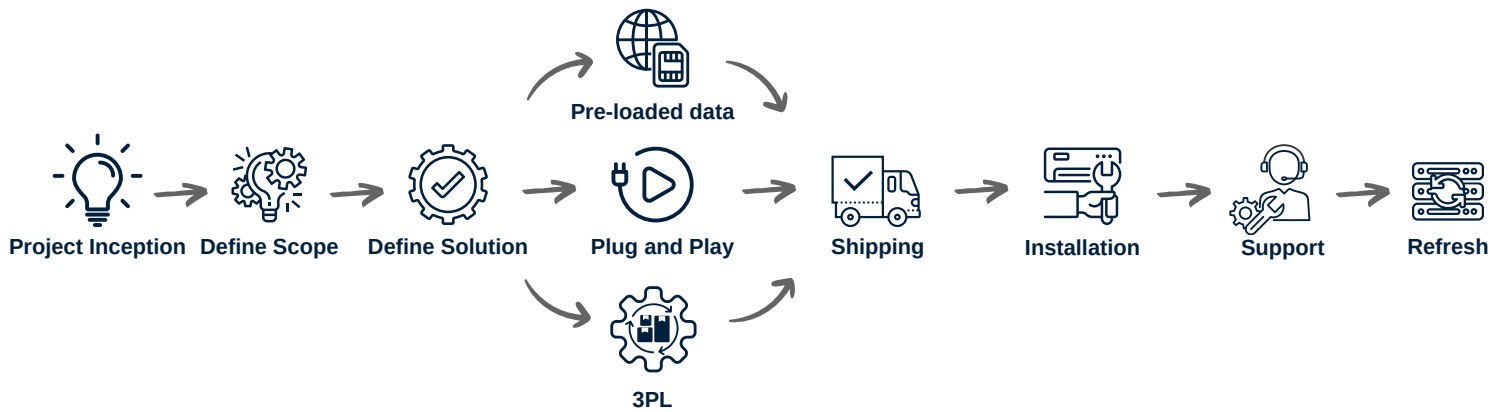 Pre-loaded data
Project Inception
Define Scope
Define Solution
Plug and Play
Shipping
Installation
Support
Refresh
3PL